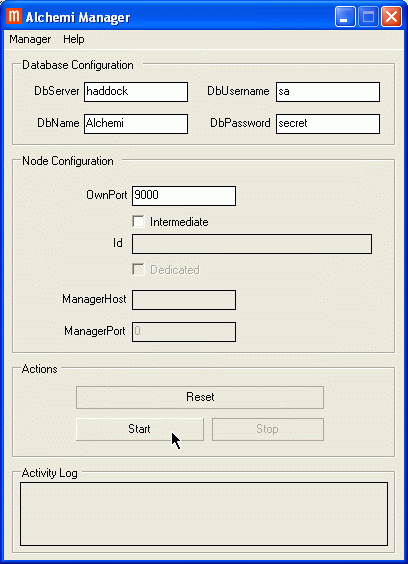 m Alchemi Manager
Manager Help
Database Configuration
DbServer haddock DbUsername sa
DbName Alchemi DbPassword secret
Node Configuration
OwnPort 9000
Intermediate
Id
Dedicated
ManagerHost
ManagerPort 0
Actions
Reset
Start Stop
Activity Log